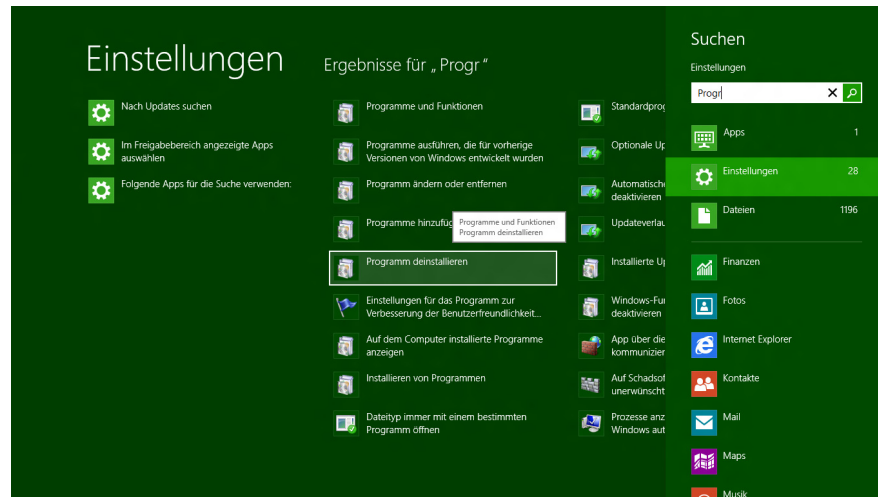 Einstellungen
Nach Updates suchen
Im Freigabebereich angezeigte Apps
auswählen
Folgende Apps für die Suche verwenden:
Ergebnisse für „ Progr “
Programme und Funktionen
Programme ausführen, die für vorherige
Versionen von Windows entwickelt wurden
Programm ändern oder entfernen
Programme hinzufüg
Programme und Funktionen
Programm deinstallieren
Programm deinstallieren
Einstellungen für das Programm zur
Verbesserung der Benutzerfreundlichkeit...
Auf dem Computer installierte Programme
anzeigen
Installieren von Programmen
Dateityp immer mit einem bestimmten
Programm öffnen
Standardprog
Optionale Up
Automatische
deaktivieren
Updateverlau
Installierte Up
Windows-Fun
deaktivieren
App über die
kommunizier
Auf Schadsof
unerwünscht
Prozesse anz
Windows aut
Suchen
Einstellungen
Progr
Apps 1
Einstellungen 28
Dateien 1196
Finanzen
Fotos
Internet Explorer
Kontakte
Mail
Maps
Musik